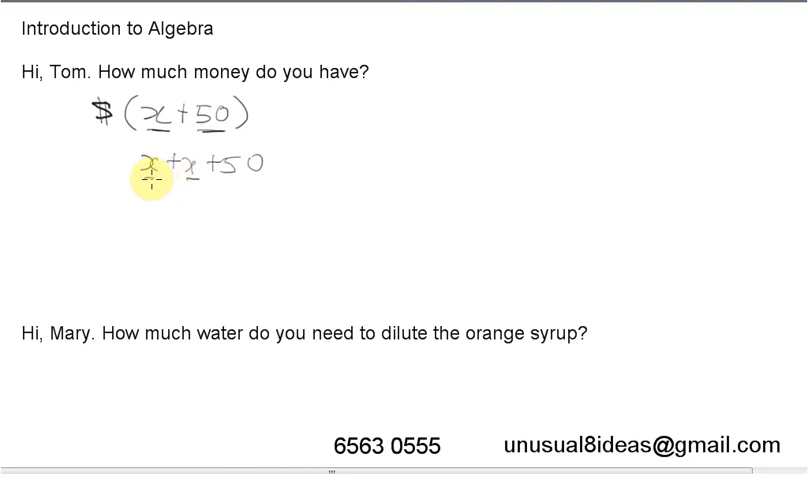 Introduction to Algebra
Hi, Tom. How much money do you have?
$ (x + 50)
x + x + 50
Hi, Mary. How much water do you need to dilute the orange syrup?
6563 0555 unusual8ideas@gmail.com